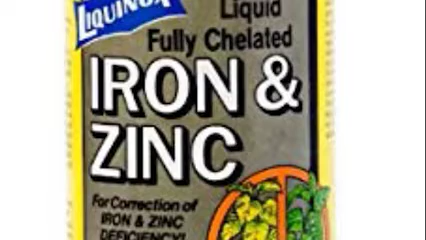 LIQUINOX
Liquid
Fully Chelated
IRON &
ZINC
For Correction of
IRON & ZINC
DEFICIENCY!